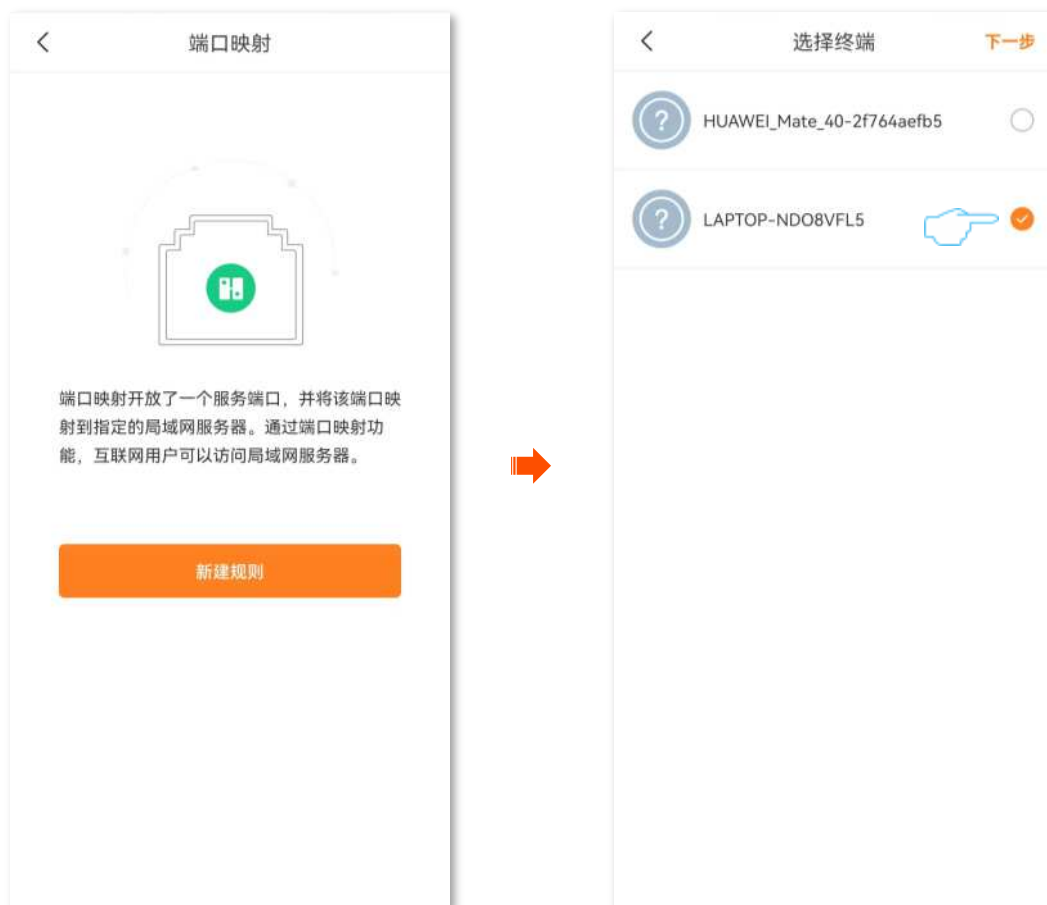 端口映射
端口映射开放了一个服务端口，并将该端口映
射到指定的局域网服务器。通过端口映射功
能，互联网用户可以访问局域网服务器。
新建规则
选择终端
下一步
HUAWEI_Mate_40-2f764aefb5
LAPTOP-NDO8VFL5